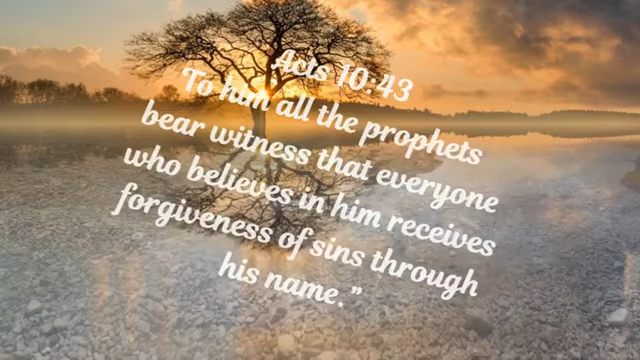 Acts 10:43
To him all the prophets
bear witness that everyone
who believes in him receives
forgiveness of sins through
his name.”